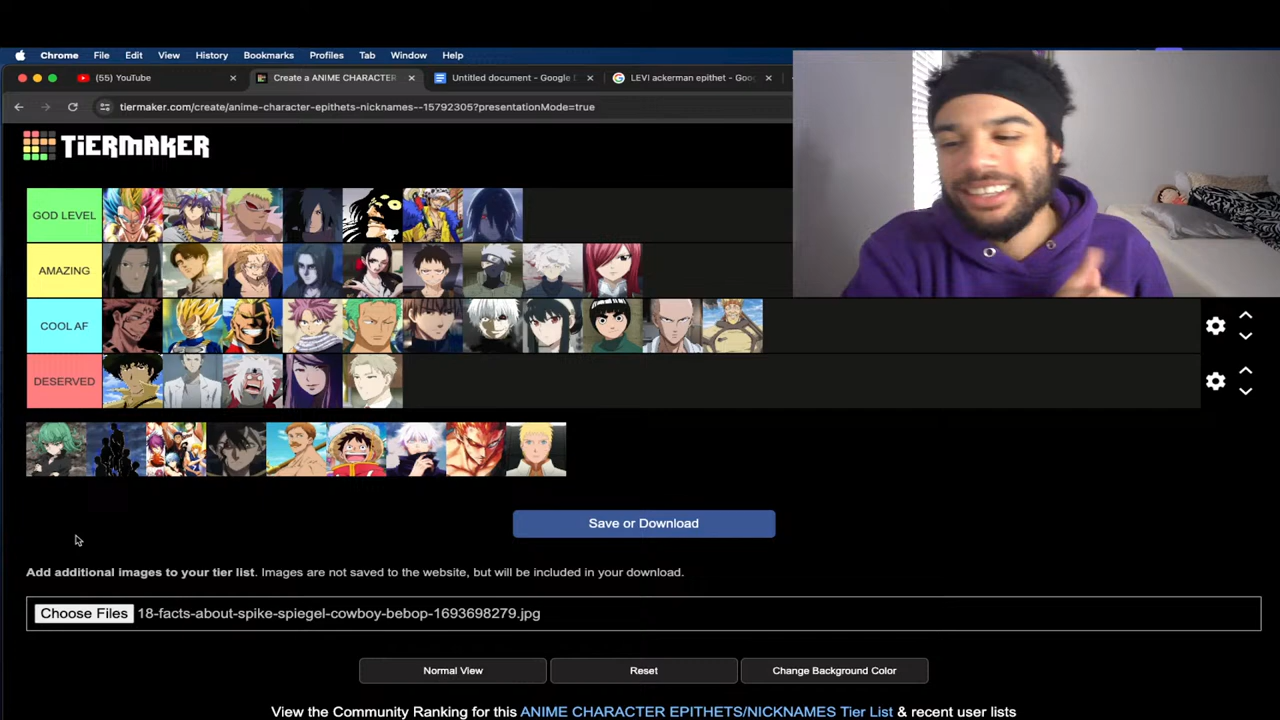 Chrome File Edit View History Bookmarks Profiles Tab Window Help
(55) YouTube Create a ANIME CHARACTER Untitled document - Google D LEVI ackerman epithet - Goo
tiermaker.com/create/anime-character-epithets-nicknames--15792305?presentationMode=true
TiERMAKER
GOD LEVEL
AMAZING
COOL AF
DESERVED
Save or Download
Add additional images to your tier list. Images are not saved to the website, but will be included in your download.
Choose Files 18-facts-about-spike-spiegel-cowboy-bebop-1693698279.jpg
Normal View Reset Change Background Color
View the Community Ranking for this ANIME CHARACTER EPITHETS/NICKNAMES Tier List & recent user lists